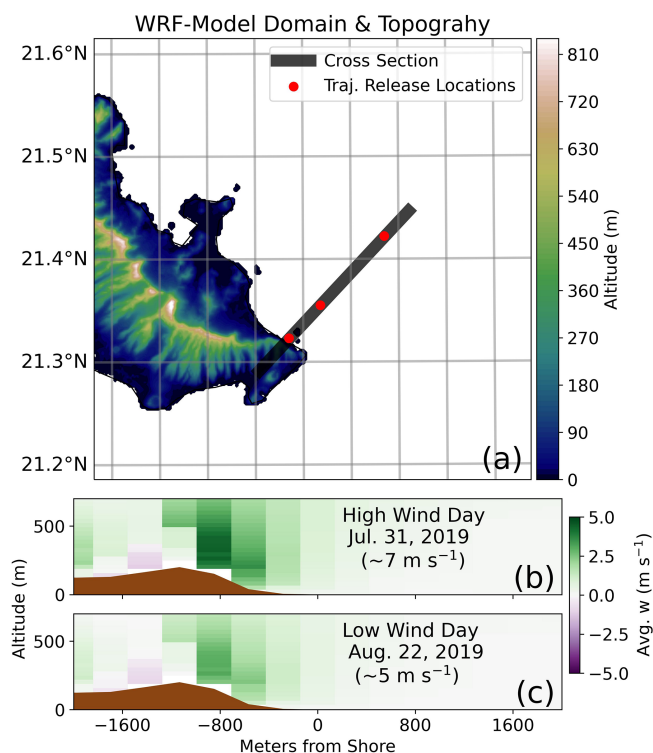 WRF-Model Domain & Topograhy
21.6°N
21.5°N
21.4°N
21.3°N
21.2°N
Cross Section
Traj. Release Locations
(a)
720
630
540
450
360
270
180
90
0
Altitude (m)
500
0
High Wind Day
Jul. 31, 2019
(~7 m s⁻¹)
(b)
500
0
Low Wind Day
Aug. 22, 2019
(~5 m s⁻¹)
(c)
Altitude (m)
−1600 −800 0 800 1600
Meters from Shore
5.0
2.5
0.0
−2.5
−5.0
Avg. w (m s⁻¹)